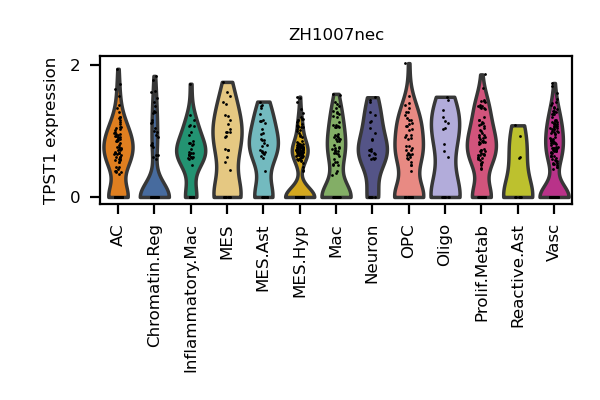 ZH1007nec
TPST1 expression
2
0
AC
Chromatin.Reg
Inflammatory.Mac
MES
MES.Ast
MES.Hyp
Mac
Neuron
OPC
Oligo
Prolif.Metab
Reactive.Ast
Vasc